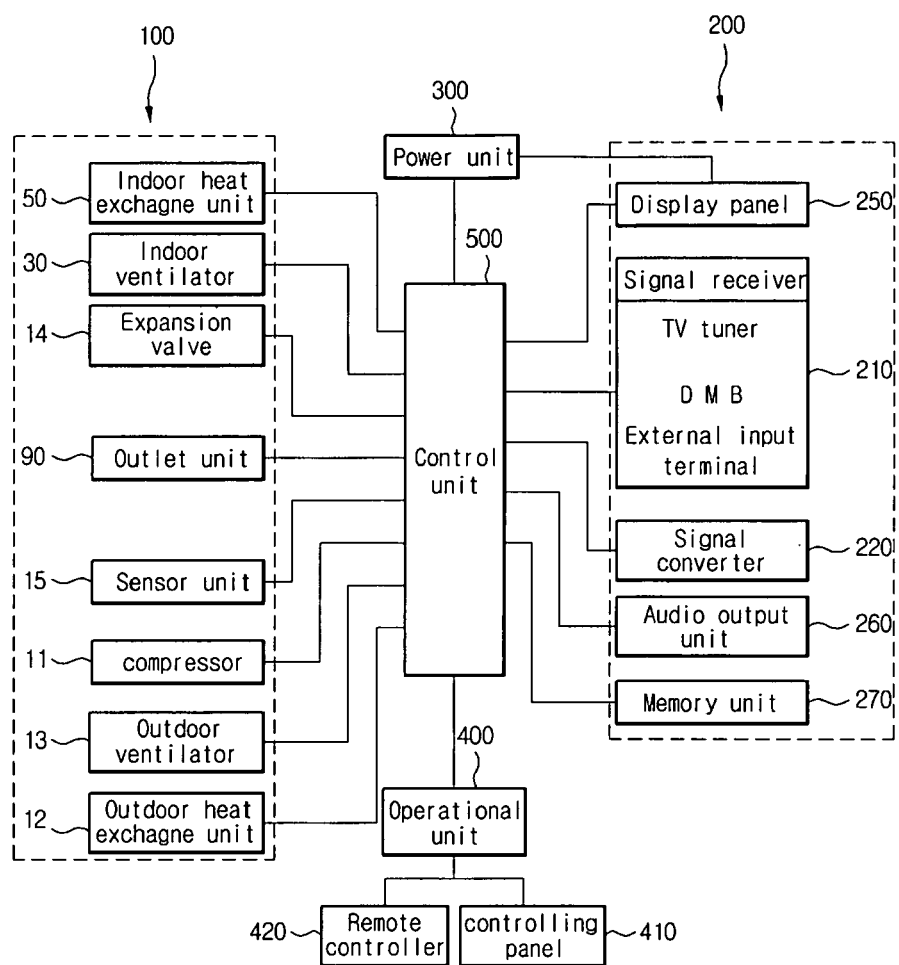 100
200
300
Power unit
50
Indoor heat
exchagne unit
30
Indoor
ventilator
14
Expansion
valve
90
Outlet unit
15
Sensor unit
11
compressor
13
Outdoor
ventilator
12
Outdoor heat
exchagne unit
500
Control
unit
Display panel
250
Signal receiver
TV tuner
D M B
External input
terminal
210
Signal
converter
220
Audio output
unit
260
Memory unit
270
400
Operational
unit
420
Remote
controller
controlling
panel
410